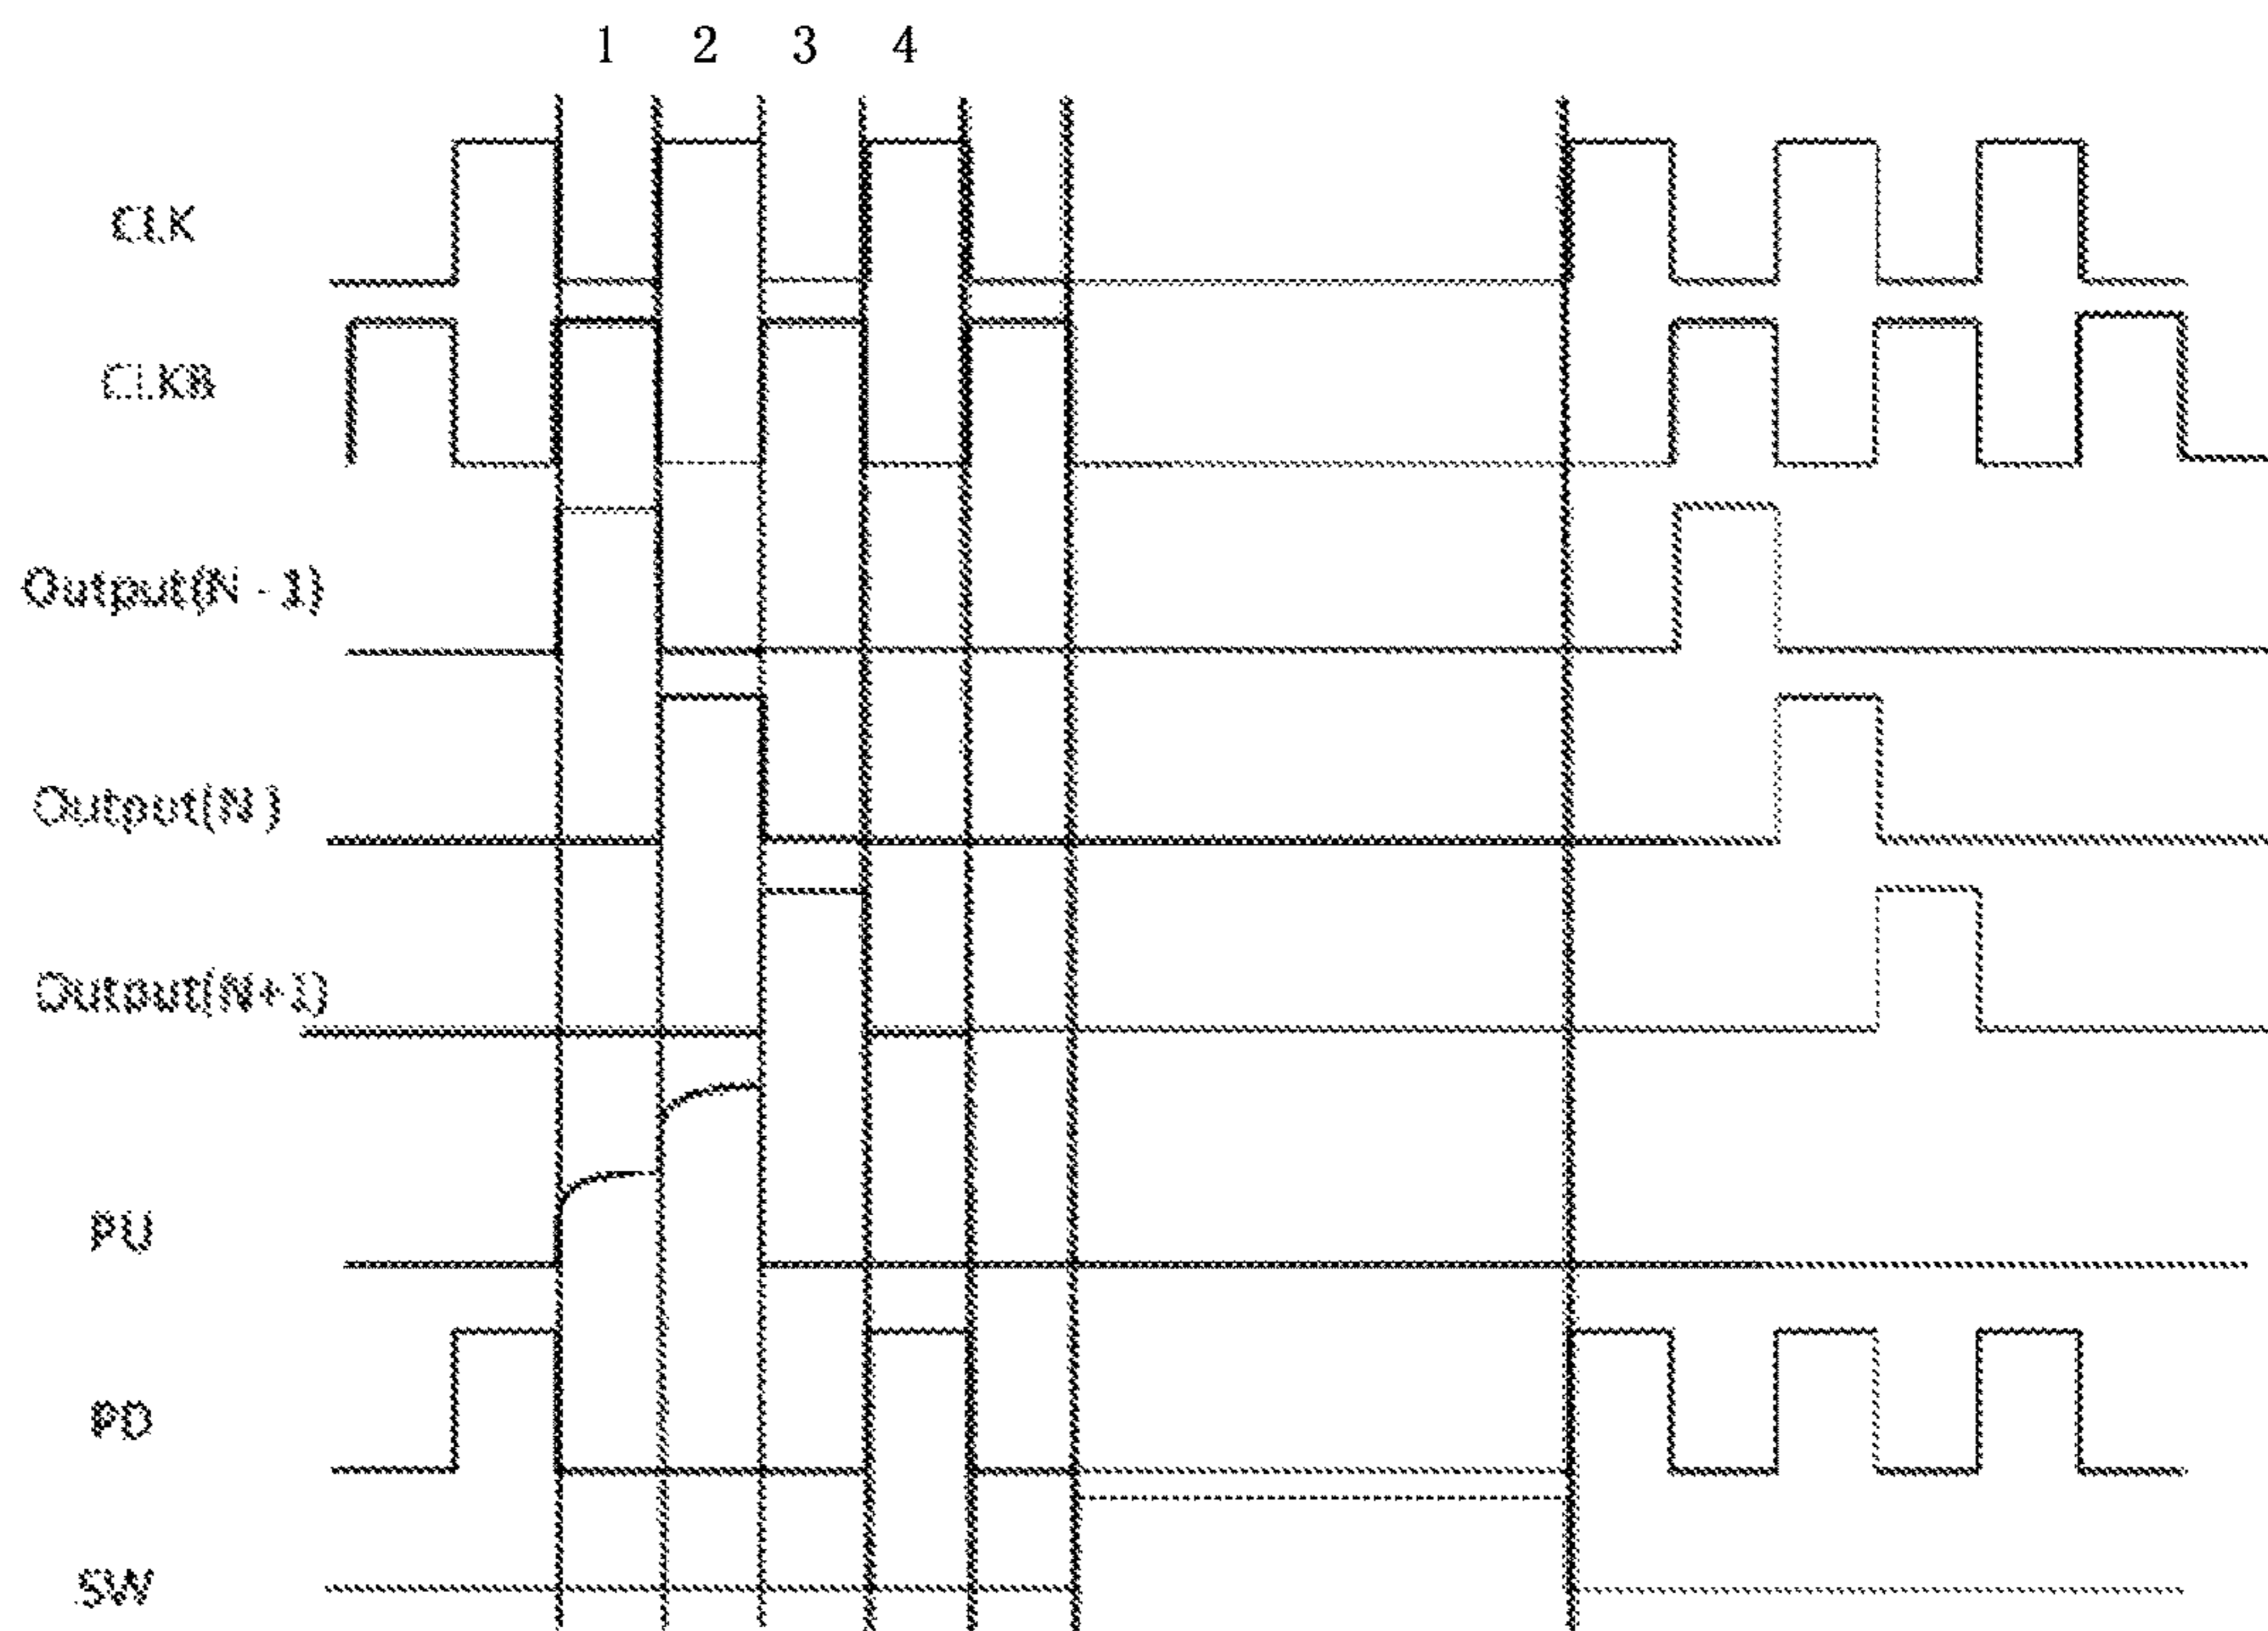 1 2 3 4
CLK
CLKB
Output(N-1)
Output(N)
Output(N+1)
PU
PD
SW